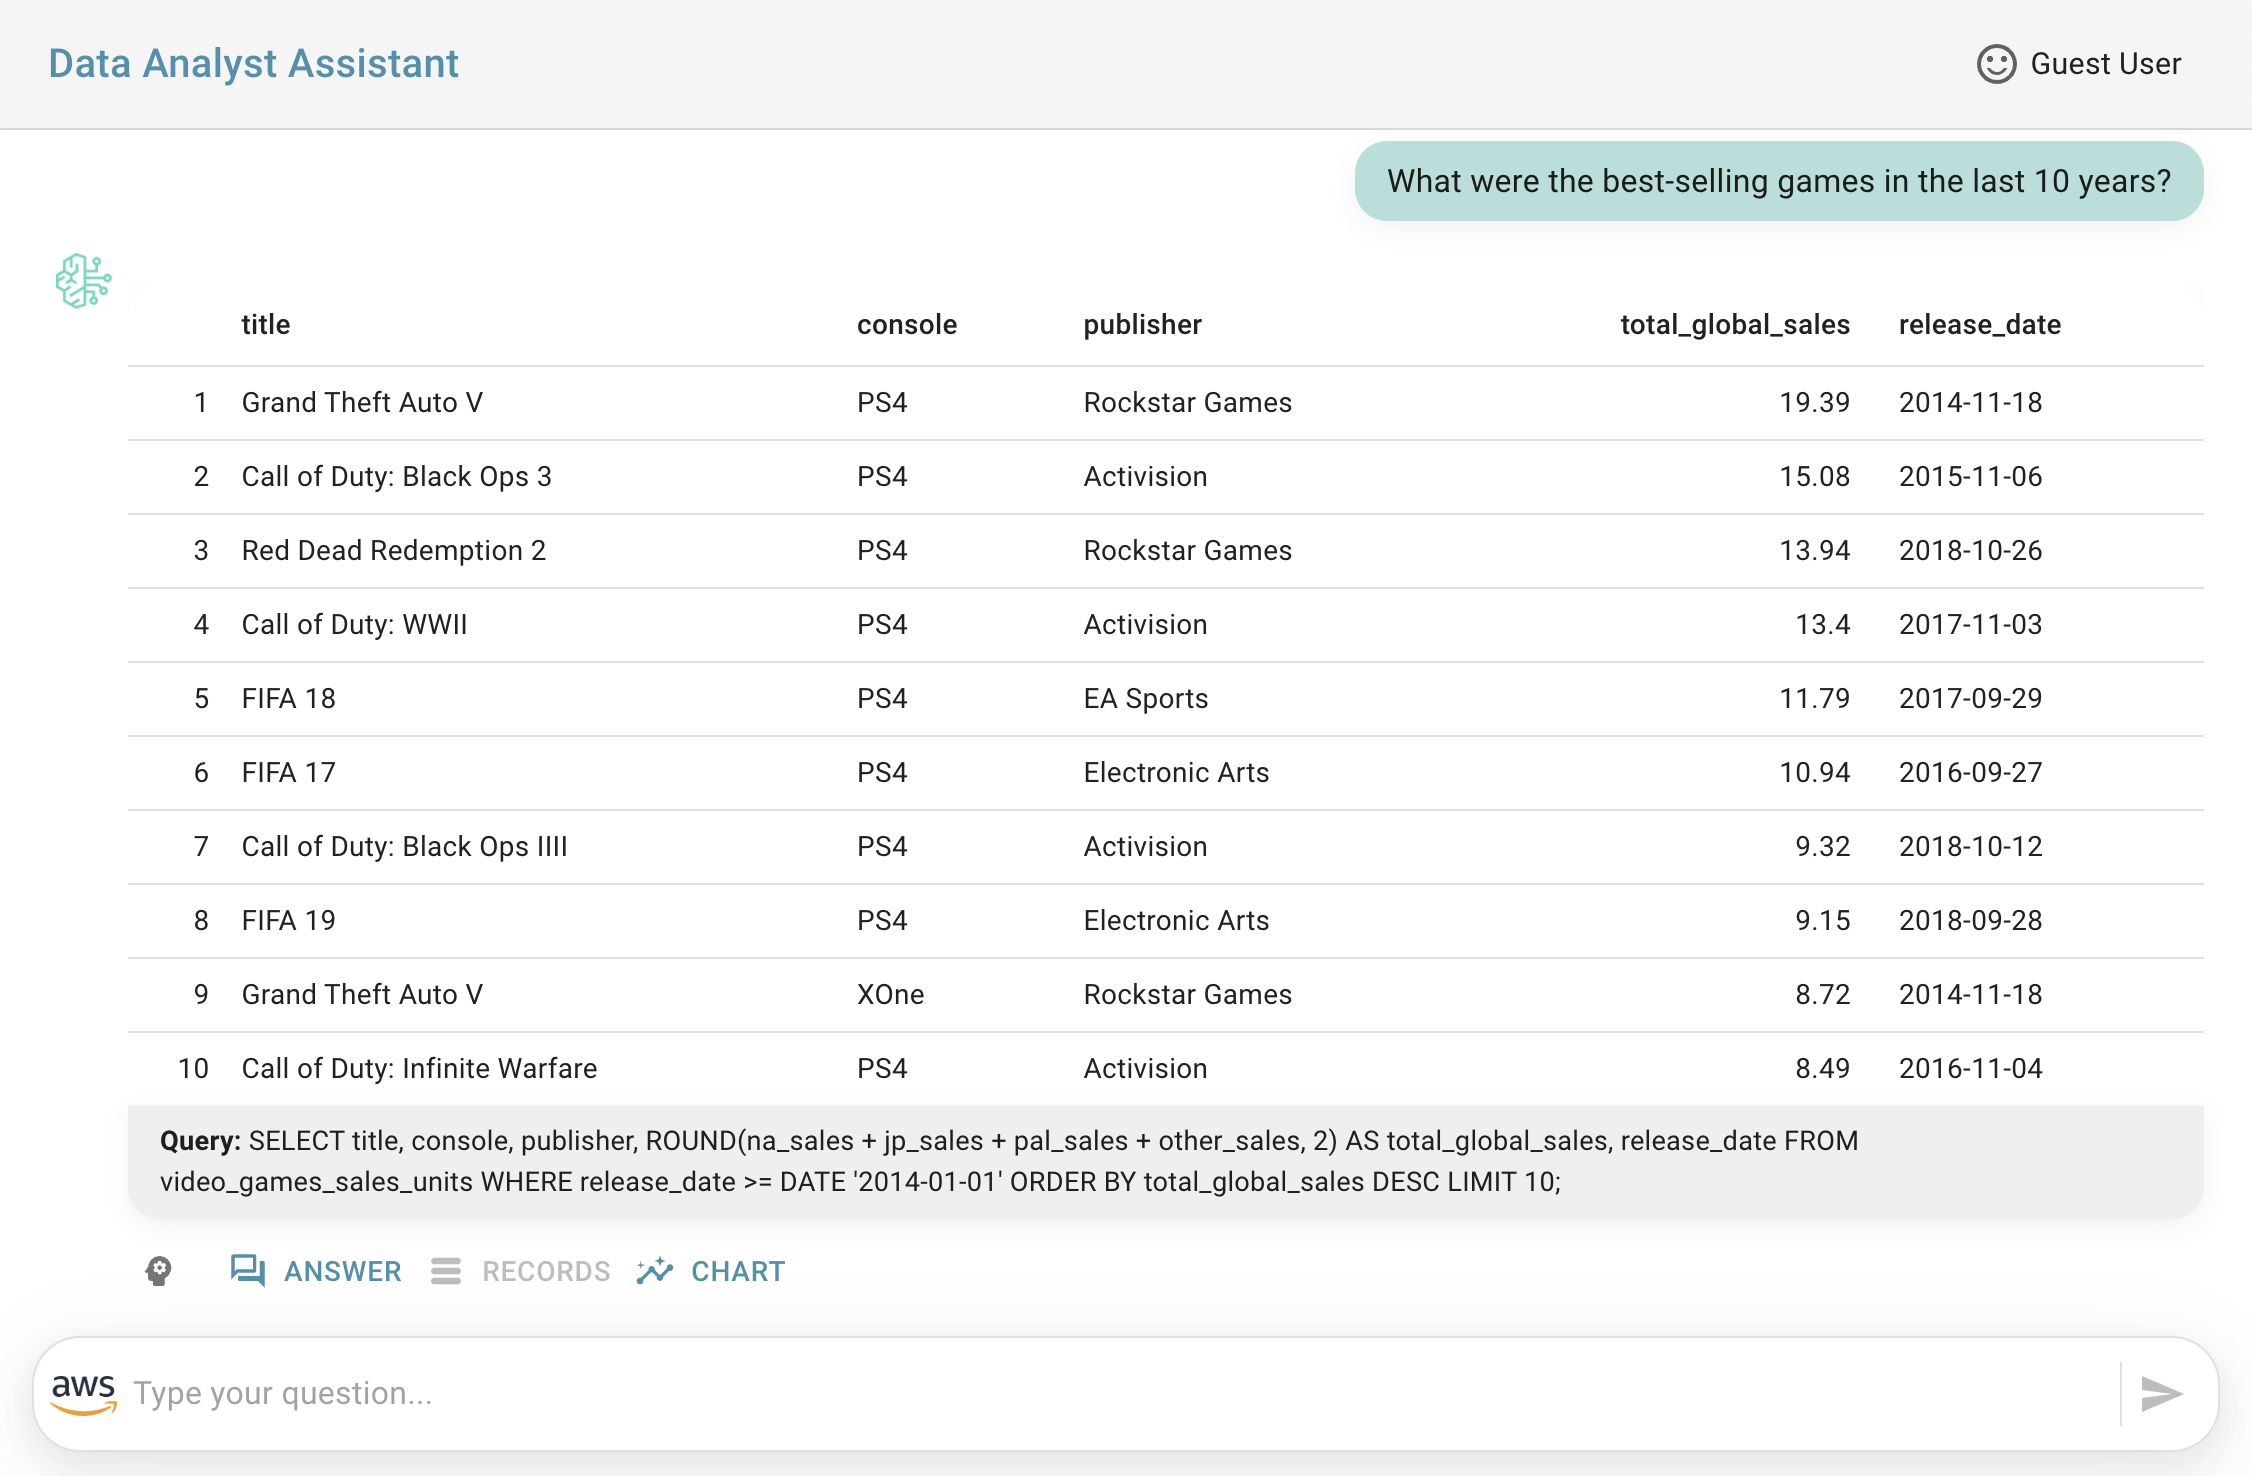 Data Analyst Assistant
Guest User
What were the best-selling games in the last 10 years?
title console publisher total_global_sales release_date
1 Grand Theft Auto V PS4 Rockstar Games 19.39 2014-11-18
2 Call of Duty: Black Ops 3 PS4 Activision 15.08 2015-11-06
3 Red Dead Redemption 2 PS4 Rockstar Games 13.94 2018-10-26
4 Call of Duty: WWII PS4 Activision 13.4 2017-11-03
5 FIFA 18 PS4 EA Sports 11.79 2017-09-29
6 FIFA 17 PS4 Electronic Arts 10.94 2016-09-27
7 Call of Duty: Black Ops IIII PS4 Activision 9.32 2018-10-12
8 FIFA 19 PS4 Electronic Arts 9.15 2018-09-28
9 Grand Theft Auto V XOne Rockstar Games 8.72 2014-11-18
10 Call of Duty: Infinite Warfare PS4 Activision 8.49 2016-11-04
Query: SELECT title, console, publisher, ROUND(na_sales + jp_sales + pal_sales + other_sales, 2) AS total_global_sales, release_date FROM
video_games_sales_units WHERE release_date >= DATE '2014-01-01' ORDER BY total_global_sales DESC LIMIT 10;
ANSWER RECORDS CHART
aws Type your question...